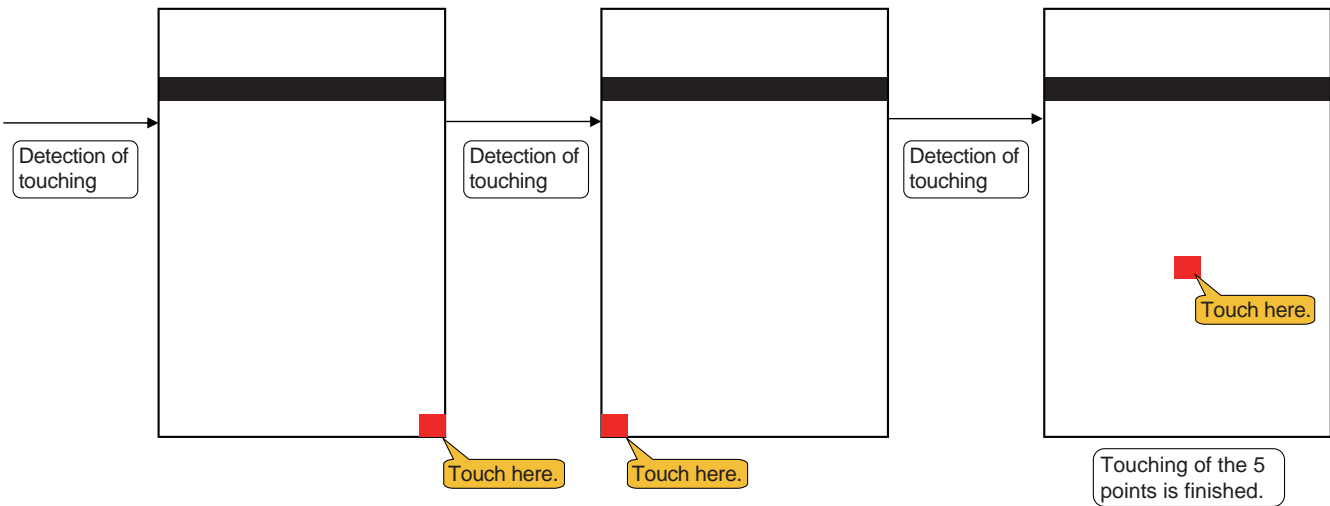 Detection of
touching
Detection of
touching
Detection of
touching
Touch here.
Touch here.
Touch here.
Touching of the 5
points is finished.